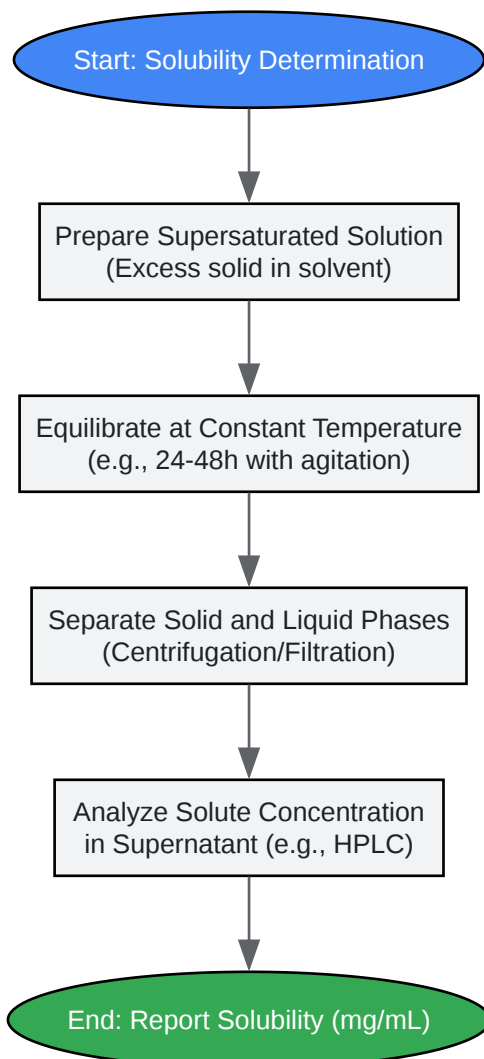 Start: Solubility Determination
Prepare Supersaturated Solution
(Excess solid in solvent)
Equilibrate at Constant Temperature
(e.g., 24-48h with agitation)
Separate Solid and Liquid Phases
(Centrifugation/Filtration)
Analyze Solute Concentration
in Supernatant (e.g., HPLC)
End: Report Solubility (mg/mL)